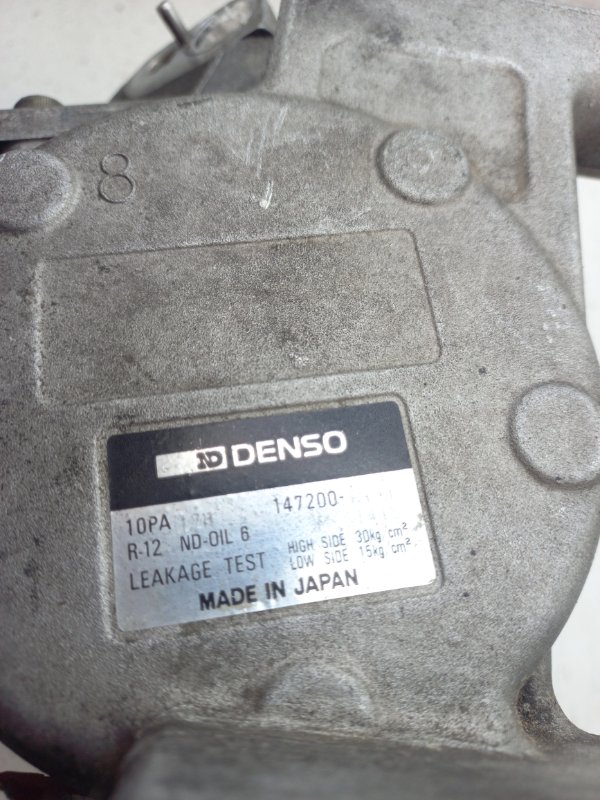 8
ND DENSO
10PA 147200-
R-12 ND-OIL 6
LEAKAGE TEST HIGH SIDE 30kg cm²
LOW SIDE 15kg cm²
MADE IN JAPAN